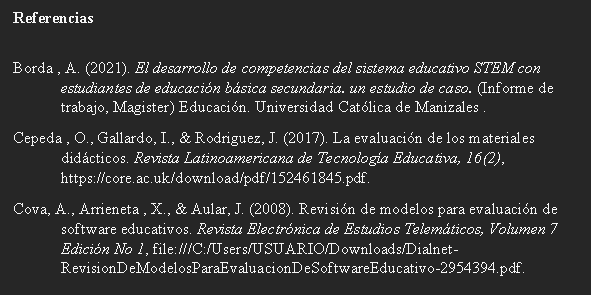 Referencias
Borda , A. (2021). El desarrollo de competencias del sistema educativo STEM con
estudiantes de educación básica secundaria. un estudio de caso. (Informe de
trabajo, Magister) Educación. Universidad Católica de Manizales .
Cepeda , O., Gallardo, I., & Rodriguez, J. (2017). La evaluación de los materiales
didácticos. Revista Latinoamericana de Tecnología Educativa, 16(2),
https://core.ac.uk/download/pdf/152461845.pdf.
Cova, A., Arrieneta , X., & Aular, J. (2008). Revisión de modelos para evaluación de
software educativos. Revista Electrónica de Estudios Telemáticos, Volumen 7
Edición No 1, file:///C:/Users/USUARIO/Downloads/Dialnet-
RevisionDeModelosParaEvaluacionDeSoftwareEducativo-2954394.pdf.